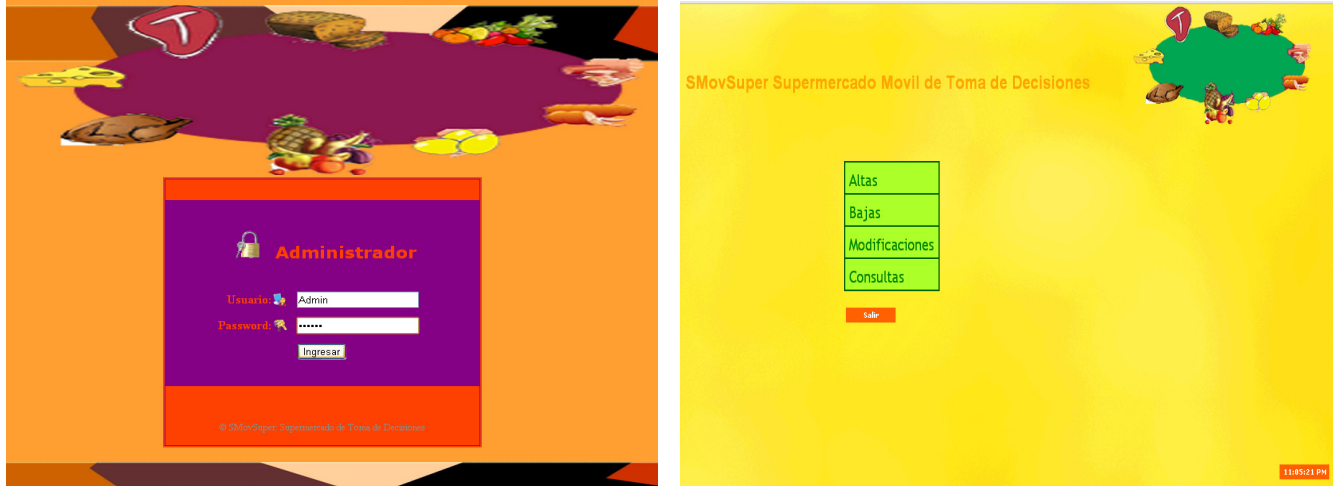 Administrador
Usuario:
Admin
Password:
••••••
Ingresar
© SMovSuper: Supermercado de Toma de Decisiones
SMovSuper Supermercado Movil de Toma de Decisiones
Altas
Bajas
Modificaciones
Consultas
Salir
11:05:21 PM